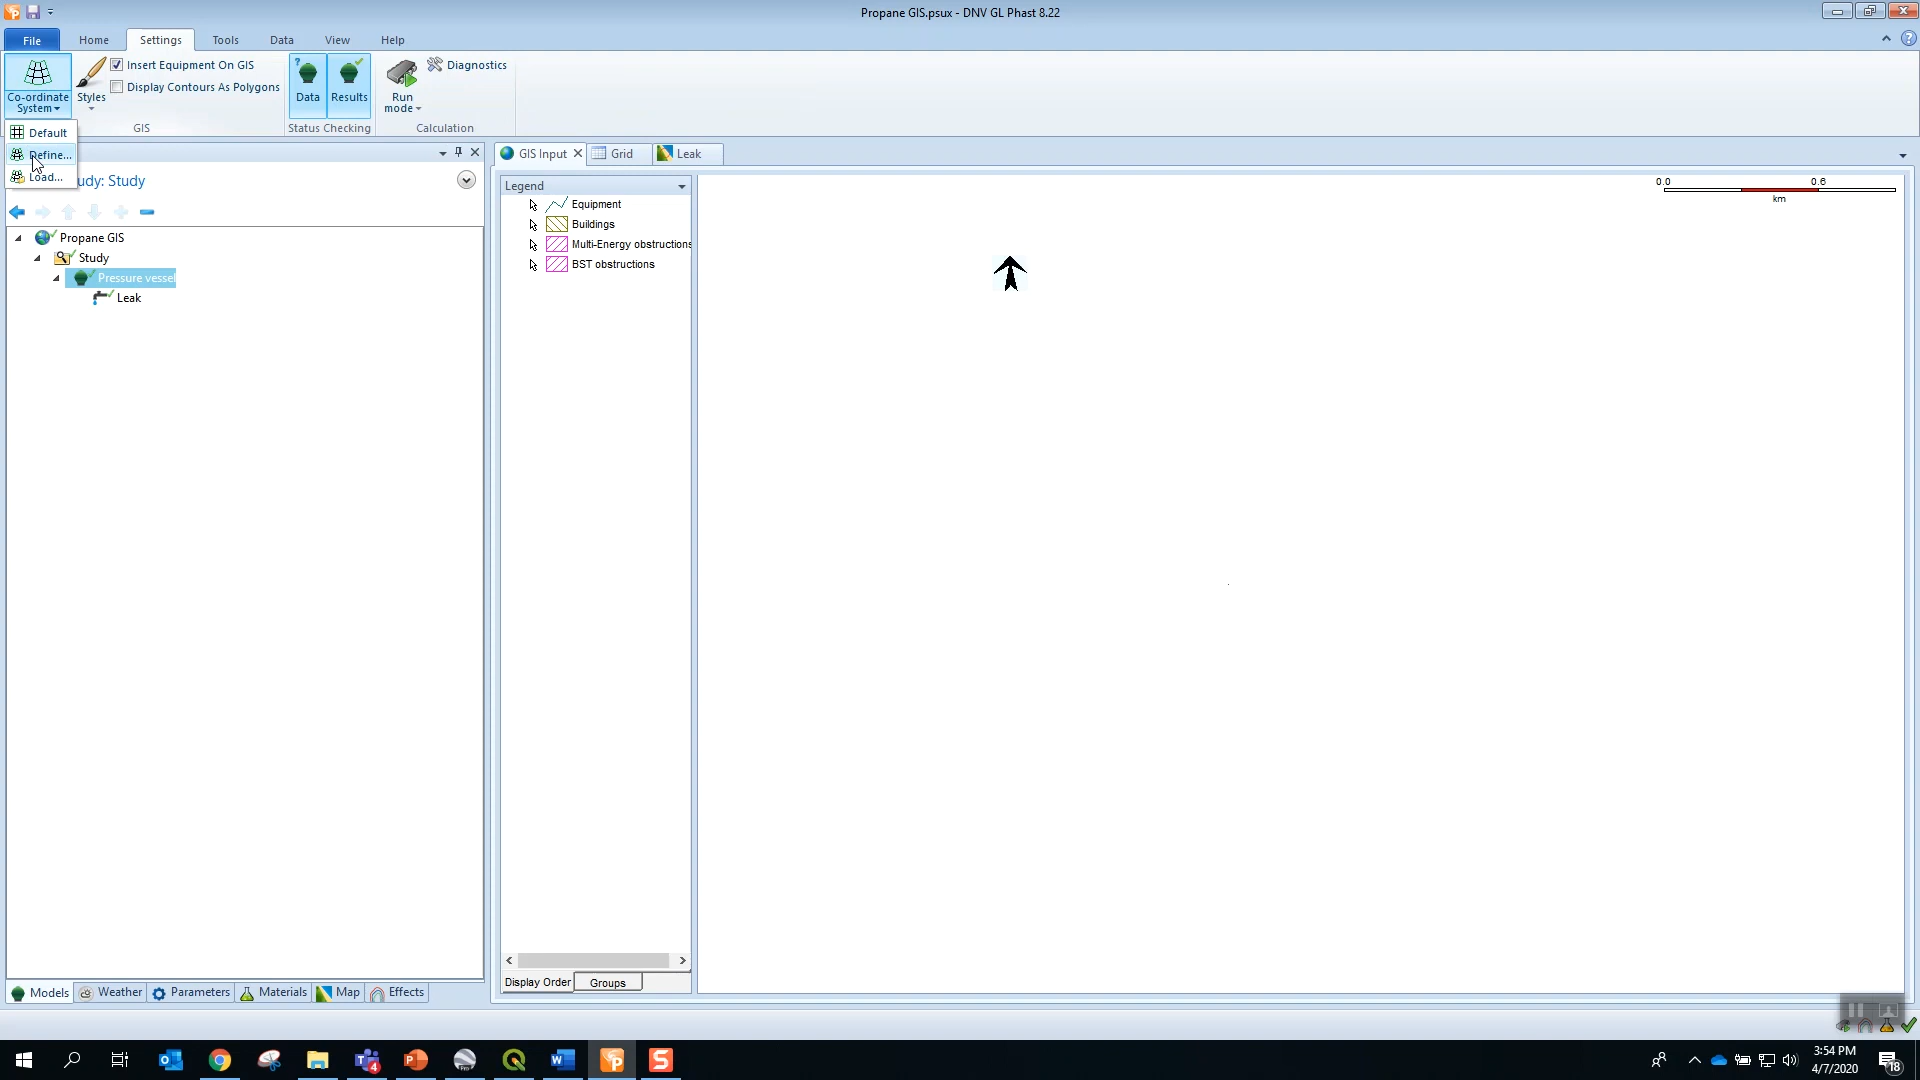 Propane GIS.psux - DNV GL Phast 8.22
File
Home
Settings
Tools
Data
View
Help
Co-ordinate
System
Styles
Insert Equipment On GIS
Display Contours As Polygons
GIS
Data
Results
Status Checking
Run
mode
Diagnostics
Calculation
Default
Define...
Load...
udy: Study
Propane GIS
Study
Pressure vessel
Leak
GIS Input
Grid
Leak
Legend
Equipment
Buildings
Multi-Energy obstructions
BST obstructions
0.0
0.6
km
Display Order
Groups
Models
Weather
Parameters
Materials
Map
Effects
3:54 PM
4/7/2020
4
18